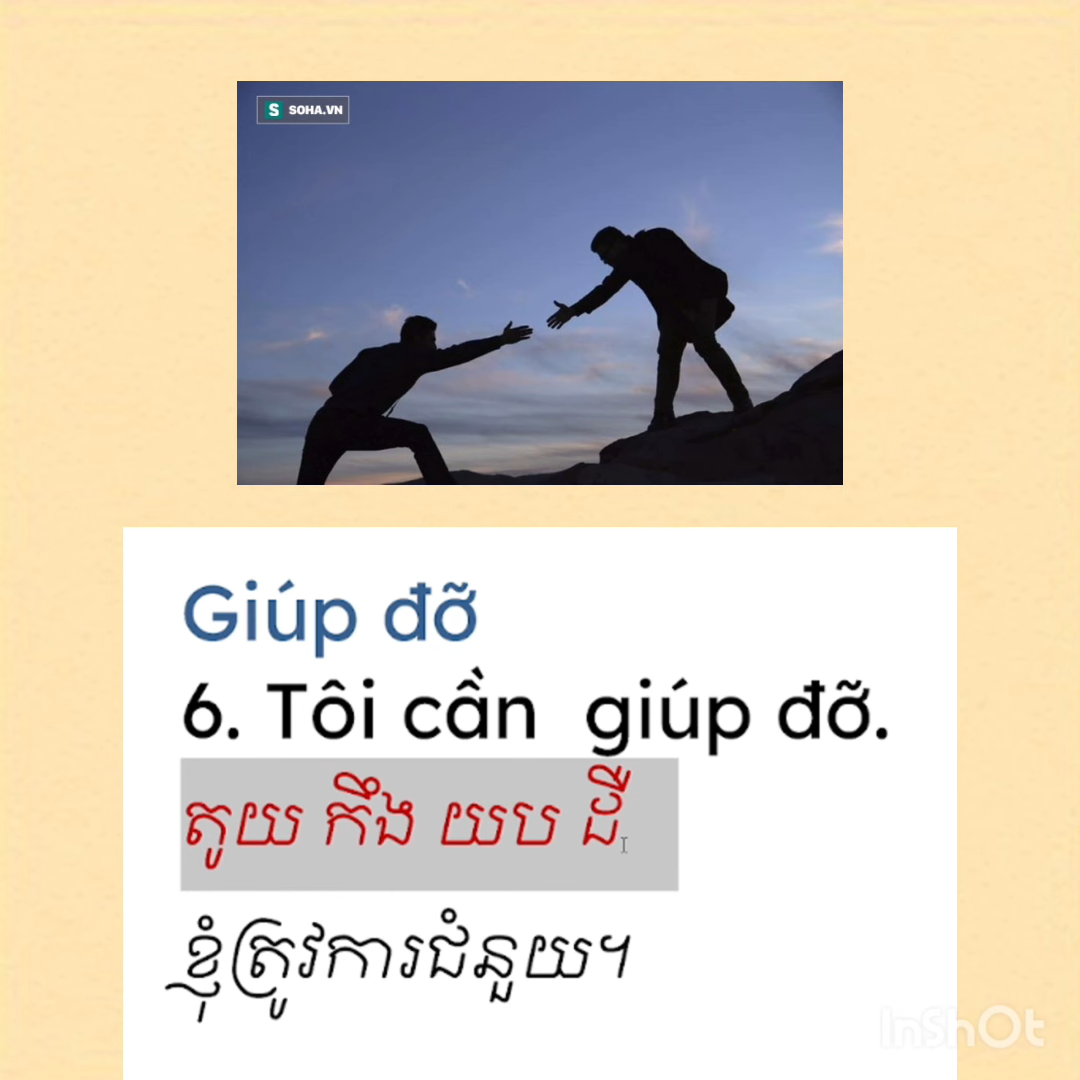 S SOHA.VN
Giúp đỡ
6. Tôi cần giúp đỡ.
តូយ កឹង យប ដឺ
ខ្ញុំត្រូវការជំនួយ។
InShOt